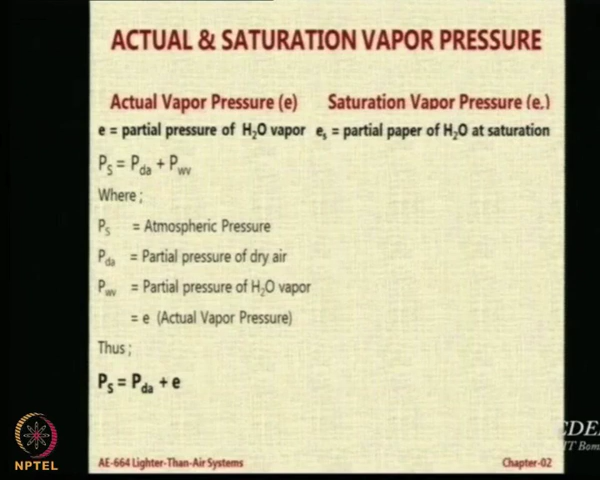 ACTUAL & SATURATION VAPOR PRESSURE
Actual Vapor Pressure (e) Saturation Vapor Pressure (eₛ)
e = partial pressure of H₂O vapor eₛ = partial paper of H₂O at saturation
Pₛ = P_da + P_wv
Where ;
Pₛ = Atmospheric Pressure
P_da = Partial pressure of dry air
P_wv = Partial pressure of H₂O vapor
= e (Actual Vapor Pressure)
Thus ;
Pₛ = P_da + e
NPTEL
AE-664 Lighter-Than-Air Systems Chapter-02